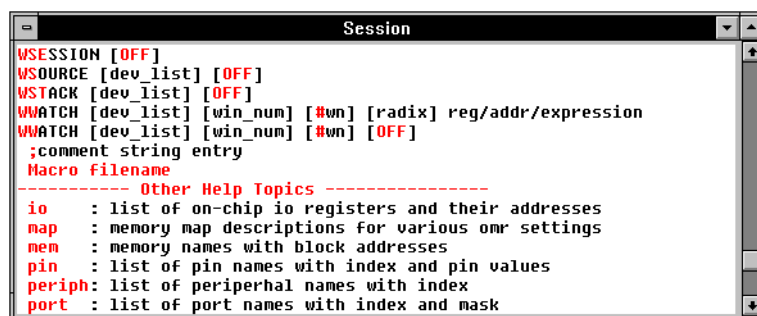 Session
WSESSION [OFF]
WSOURCE [dev_list] [OFF]
WSTACK [dev_list] [OFF]
WWATCH [dev_list] [win_num] [#wn] [radix] reg/addr/expression
WWATCH [dev_list] [win_num] [#wn] [OFF]
;comment string entry
Macro filename
----------- Other Help Topics ----------------
io : list of on-chip io registers and their addresses
map : memory map descriptions for various omr settings
mem : memory names with block addresses
pin : list of pin names with index and pin values
periph: list of periperhal names with index
port : list of port names with index and mask